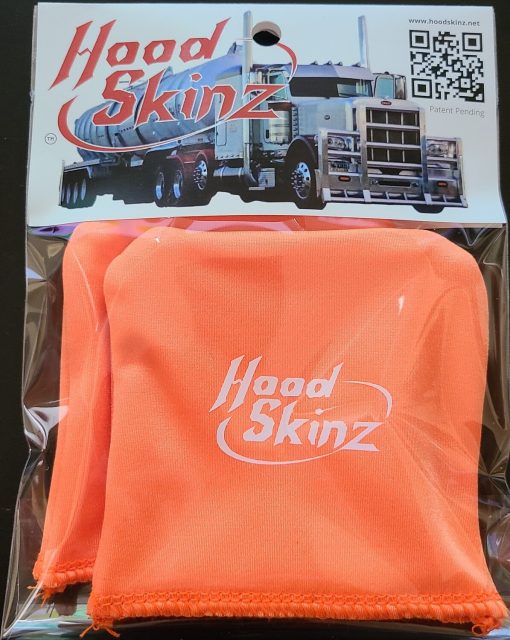 www.hoodskinz.net
Hood
Skinz
TM
Patent Pending
Hood
Skinz